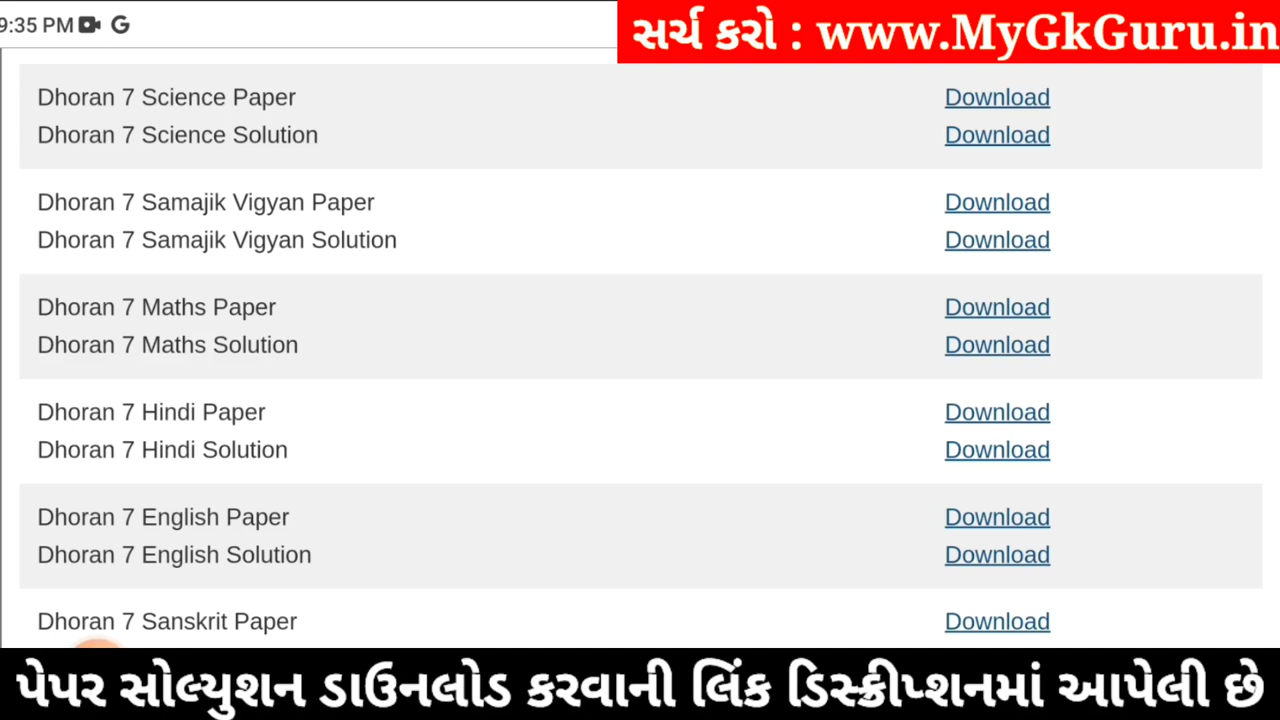 9:35 PM
સર્ચ કરો : www.MyGkGuru.in
Dhoran 7 Science Paper Download
Dhoran 7 Science Solution Download
Dhoran 7 Samajik Vigyan Paper Download
Dhoran 7 Samajik Vigyan Solution Download
Dhoran 7 Maths Paper Download
Dhoran 7 Maths Solution Download
Dhoran 7 Hindi Paper Download
Dhoran 7 Hindi Solution Download
Dhoran 7 English Paper Download
Dhoran 7 English Solution Download
Dhoran 7 Sanskrit Paper Download
પેપર સોલ્યુશન ડાઉનલોડ કરવાની લિંક ડિસ્ક્રીપ્શનમાં આપેલી છે